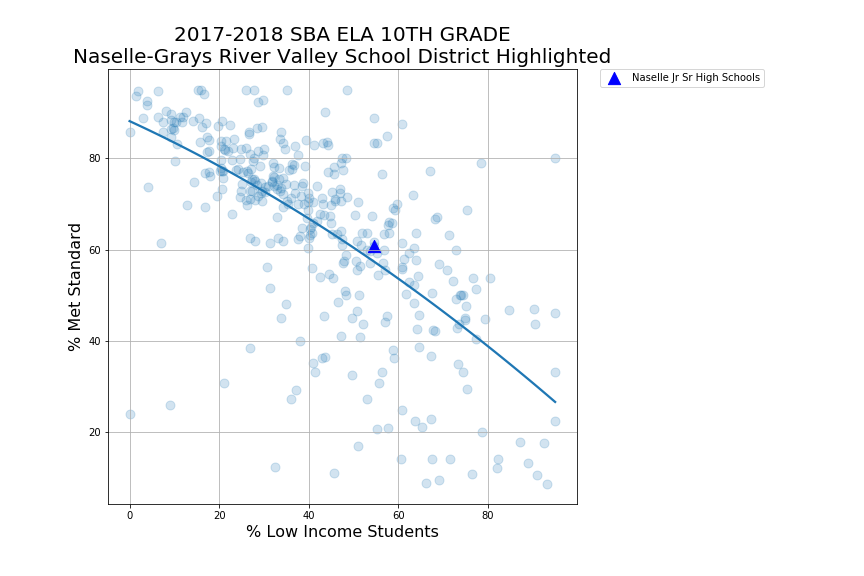 2017-2018 SBA ELA 10TH GRADE
Naselle-Grays River Valley School District Highlighted
Naselle Jr Sr High Schools
% Met Standard
80
60
40
20
0
20
40
60
80
% Low Income Students